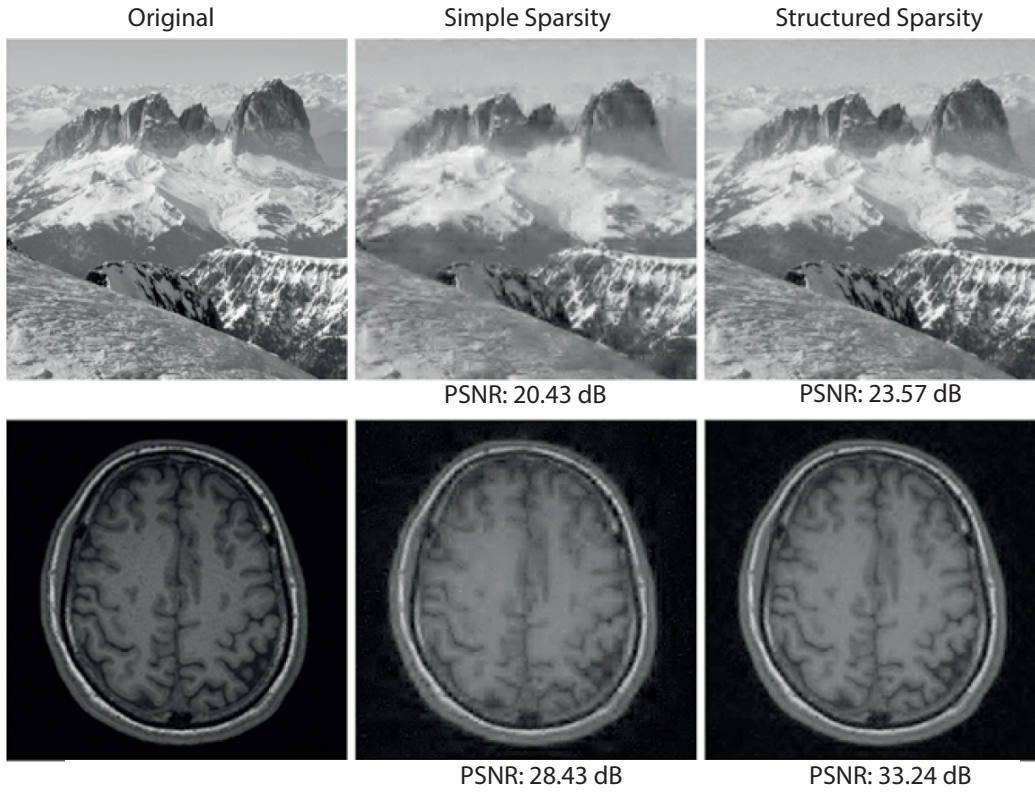 Original
Simple Sparsity
Structured Sparsity
PSNR: 20.43 dB
PSNR: 23.57 dB
PSNR: 28.43 dB
PSNR: 33.24 dB